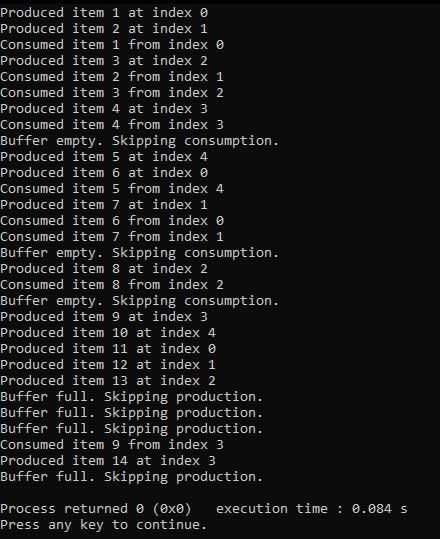 Produced item 1 at index 0
Produced item 2 at index 1
Consumed item 1 from index 0
Produced item 3 at index 2
Consumed item 2 from index 1
Consumed item 3 from index 2
Produced item 4 at index 3
Consumed item 4 from index 3
Buffer empty. Skipping consumption.
Produced item 5 at index 4
Produced item 6 at index 0
Consumed item 5 from index 4
Produced item 7 at index 1
Consumed item 6 from index 0
Consumed item 7 from index 1
Buffer empty. Skipping consumption.
Produced item 8 at index 2
Consumed item 8 from index 2
Buffer empty. Skipping consumption.
Produced item 9 at index 3
Produced item 10 at index 4
Produced item 11 at index 0
Produced item 12 at index 1
Produced item 13 at index 2
Buffer full. Skipping production.
Buffer full. Skipping production.
Buffer full. Skipping production.
Consumed item 9 from index 3
Produced item 14 at index 3
Buffer full. Skipping production.
Process returned 0 (0x0)   execution time : 0.084 s
Press any key to continue.